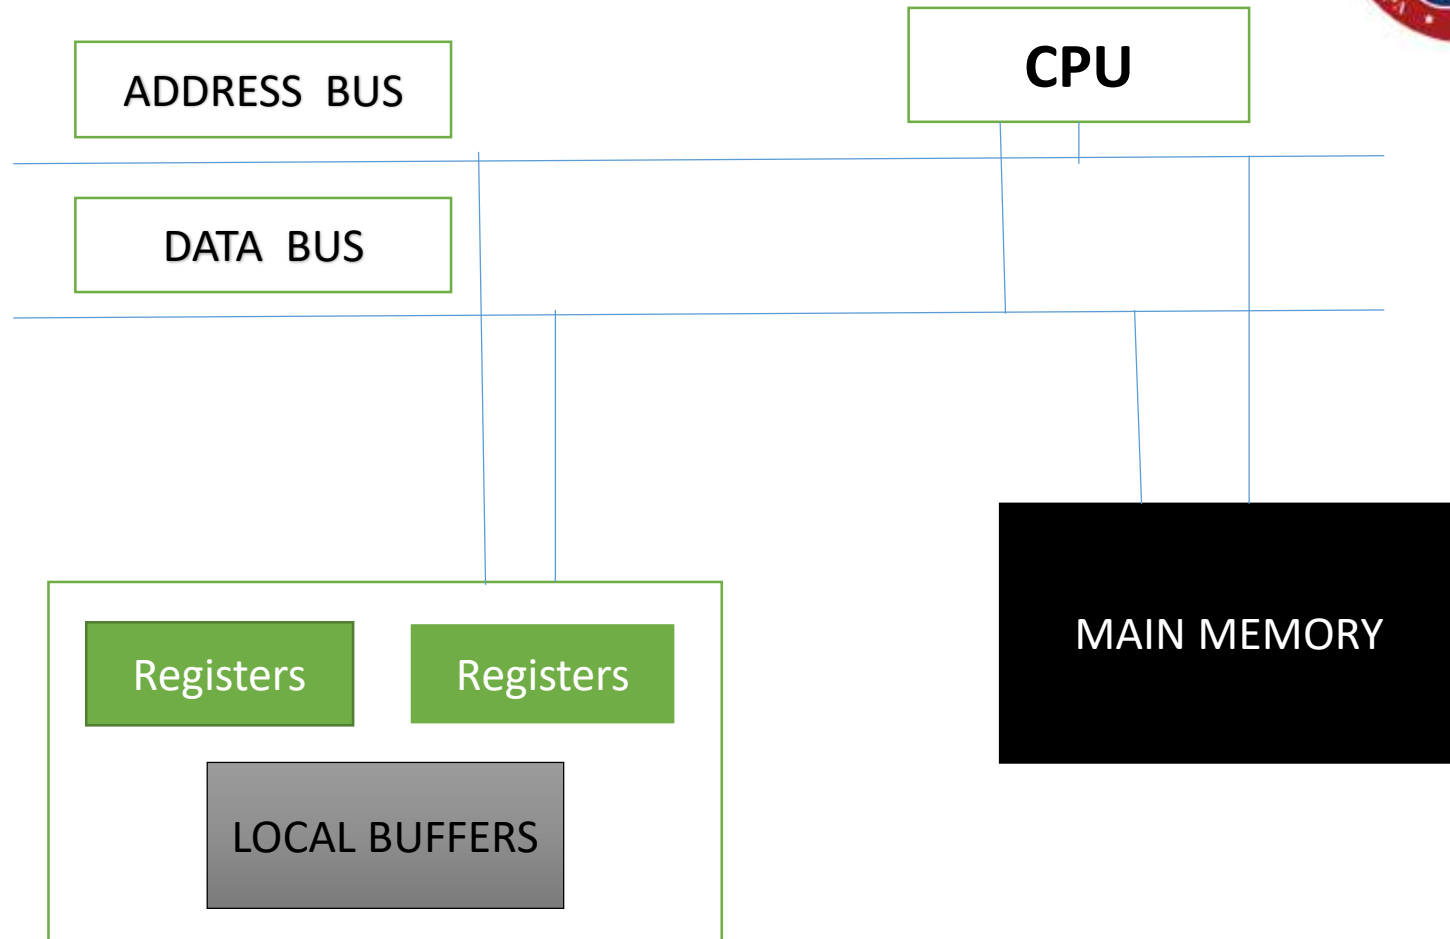 ADDRESS BUS
CPU
DATA BUS
Registers
Registers
MAIN MEMORY
LOCAL BUFFERS